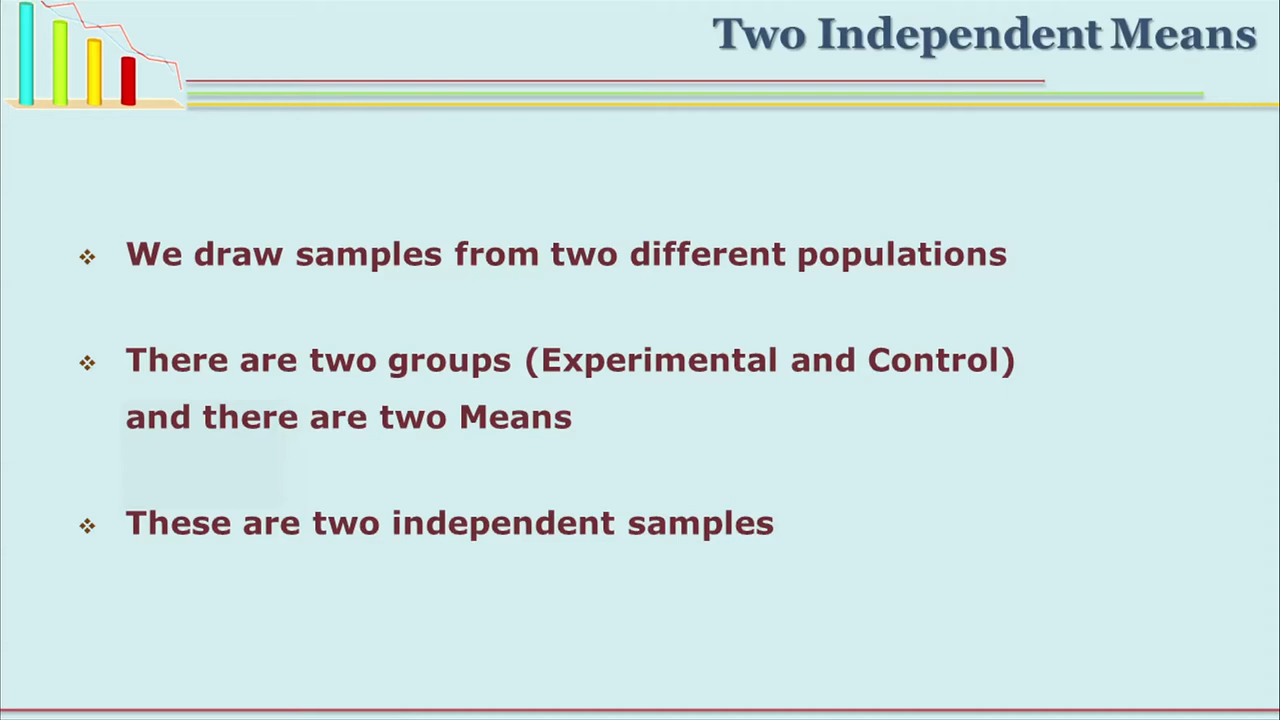 Two Independent Means
We draw samples from two different populations
There are two groups (Experimental and Control)
and there are two Means
These are two independent samples